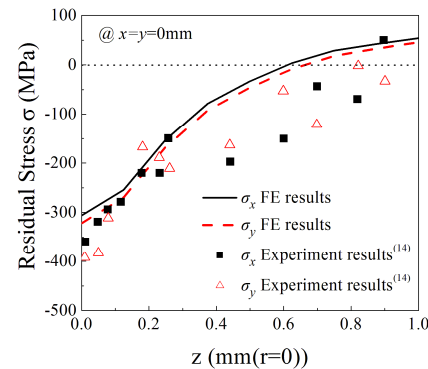 @ x=y=0mm
Residual Stress σ (MPa)
100
0
-100
-200
-300
-400
-500
σx FE results
σy FE results
σx Experiment results(14)
σy Experiment results(14)
0.0 0.2 0.4 0.6 0.8 1.0
z (mm(r=0))